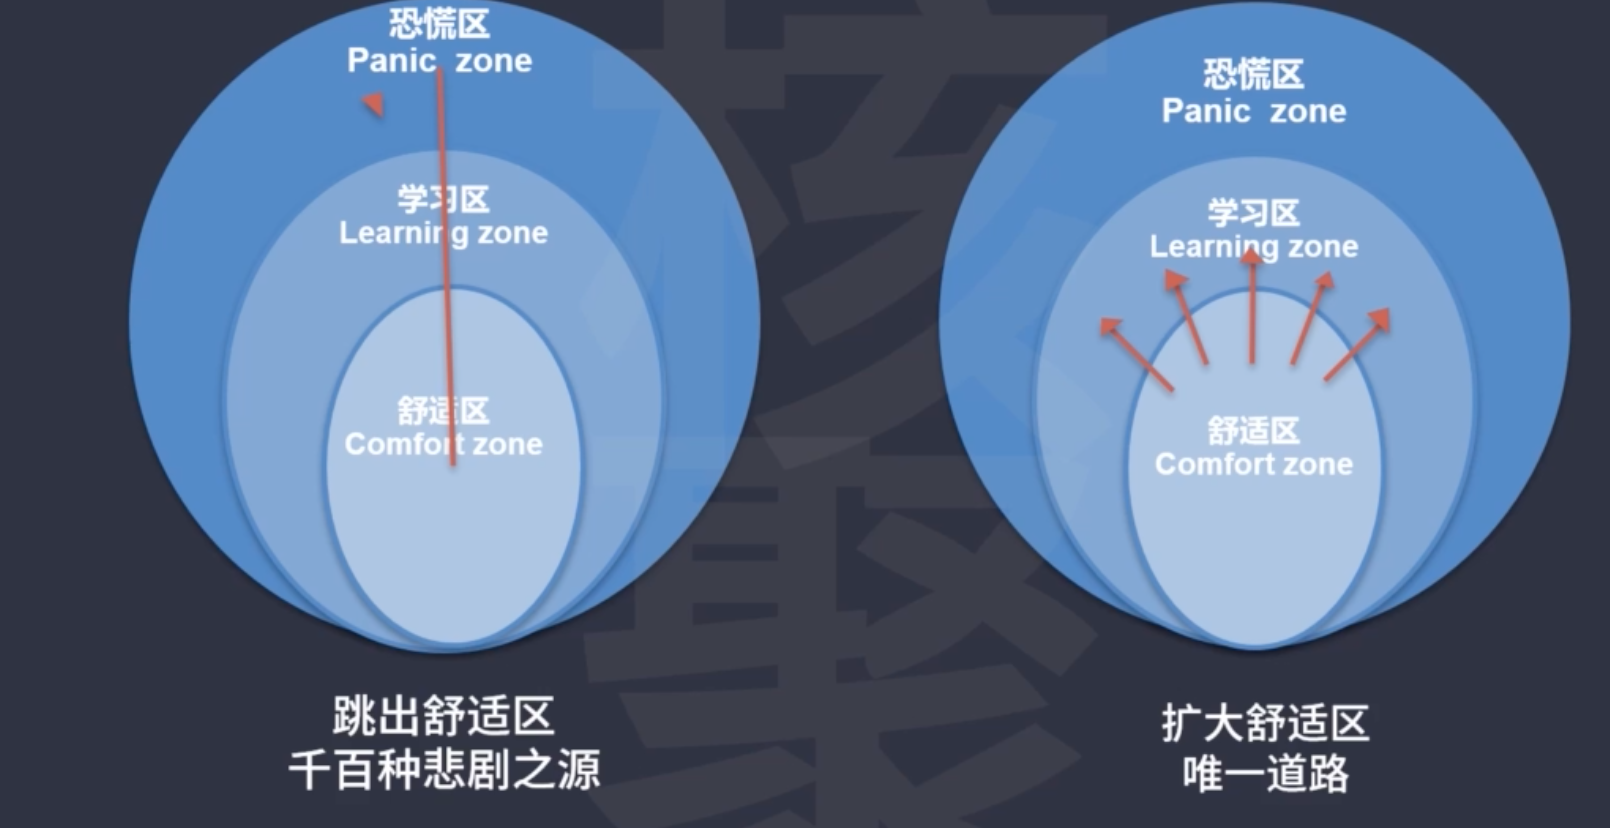 恐慌区
Panic zone
学习区
Learning zone
舒适区
Comfort zone
跳出舒适区
千百种悲剧之源
恐慌区
Panic zone
学习区
Learning zone
舒适区
Comfort zone
扩大舒适区
唯一道路